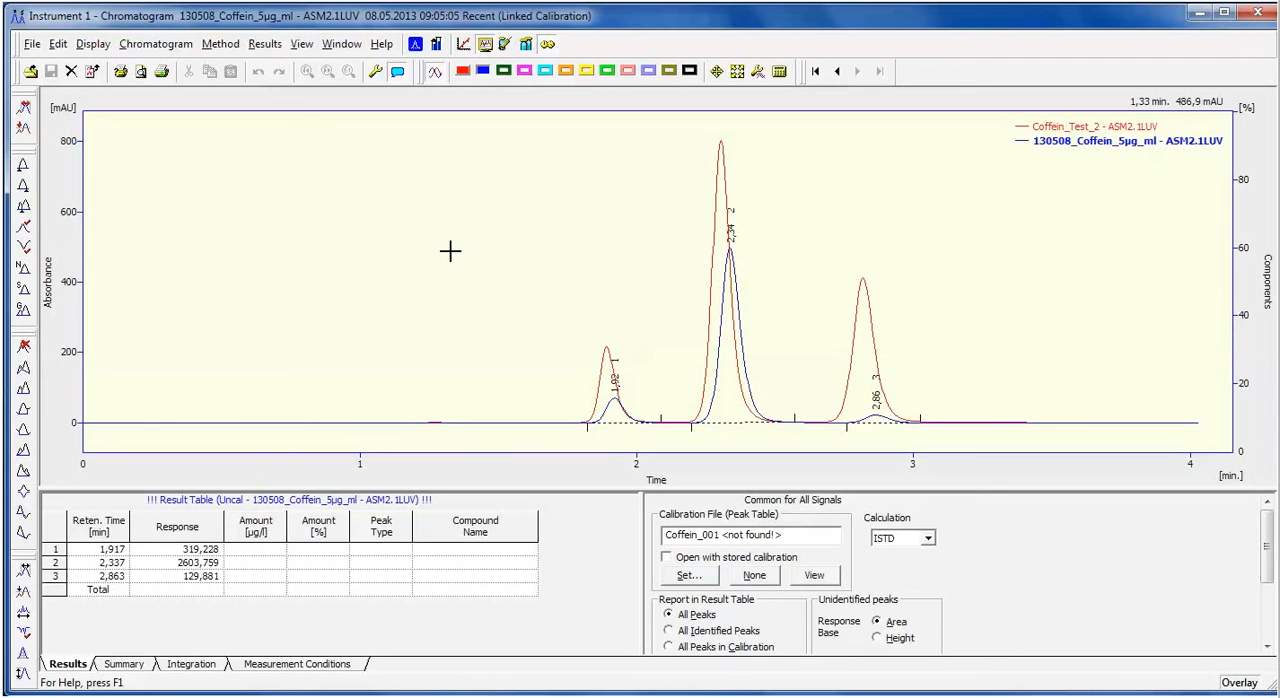 Instrument 1 - Chromatogram 130508_Coffein_5µg_ml - ASM2.1LUV 08.05.2013 09:05:05 Recent (Linked Calibration)
File Edit Display Chromatogram Method Results View Window Help
[mAU]
1,33 min. 486,9 mAU
[%]
Coffein_Test_2 - ASM2.1LUV
130508_Coffein_5µg_ml - ASM2.1LUV
800
600
400
200
0
Absorbance
80
60
40
20
0
Components
1,92 1
2,34 2
2,86 3
0 1 2 3 4
Time
[min.]
!!! Result Table (Uncal - 130508_Coffein_5µg_ml - ASM2.1LUV) !!!
Reten. Time [min] Response Amount [µg/l] Amount [%] Peak Type Compound Name
1 1,917 319,228
2 2,337 2603,759
3 2,863 129,881
Total
Common for All Signals
Calibration File (Peak Table)
Coffein_001 <not found!>
Open with stored calibration
Set... None View
Calculation
ISTD
Report in Result Table
All Peaks
All Identified Peaks
All Peaks in Calibration
Unidentified peaks
Response Base
Area
Height
Results Summary Integration Measurement Conditions
For Help, press F1
Overlay